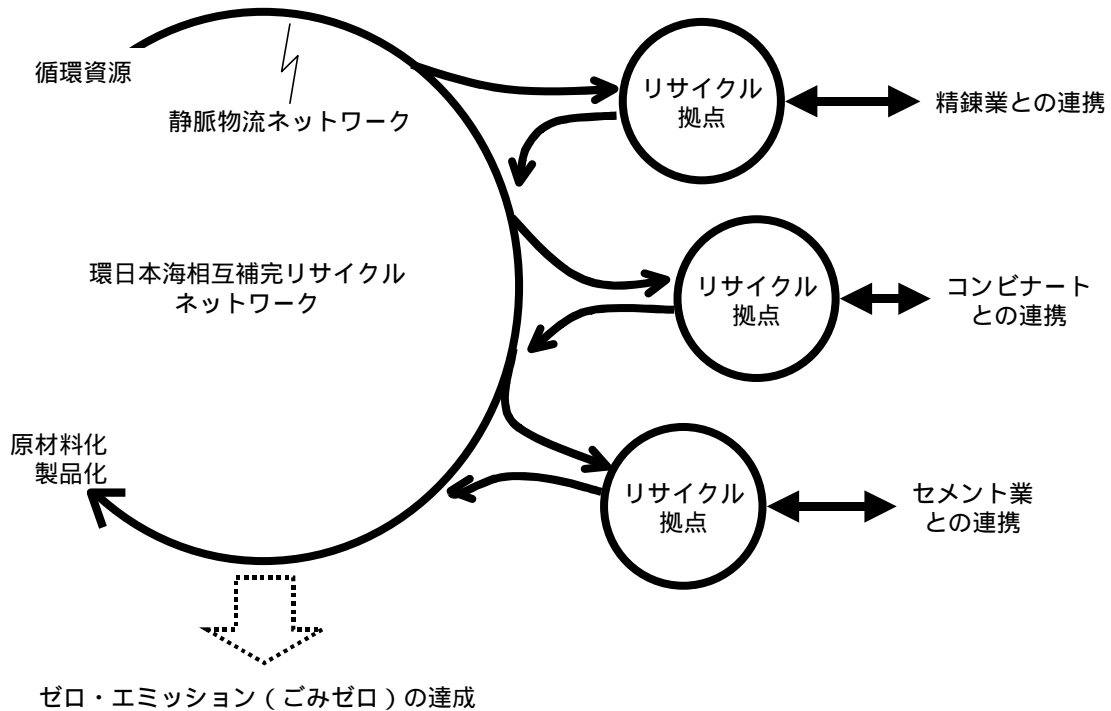 循環資源
静脈物流ネットワーク
リサイクル
拠点
精錬業との連携
環日本海相互補完リサイクル
ネットワーク
リサイクル
拠点
コンビナート
との連携
原材料化
製品化
リサイクル
拠点
セメント業
との連携
ゼロ・エミッション（ごみゼロ）の達成